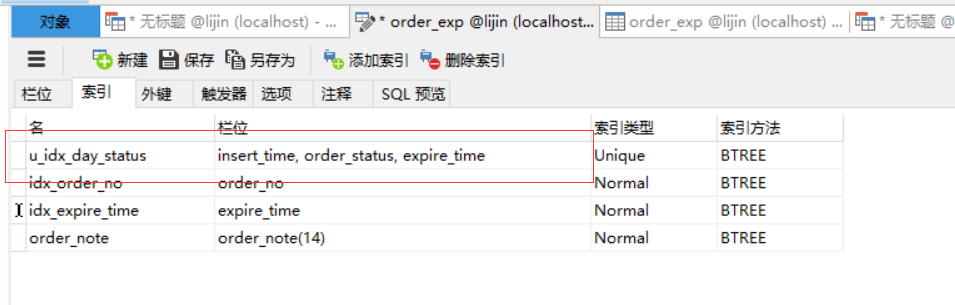 对象 * 无标题 @lijin (localhost) - ... * order_exp @lijin (localhost... order_exp @lijin (localhost) ... * 无标题 @
新建 保存 另存为 添加索引 删除索引
栏位 索引 外键 触发器 选项 注释 SQL 预览
名 栏位 索引类型 索引方法
u_idx_day_status insert_time, order_status, expire_time Unique BTREE
idx_order_no order_no Normal BTREE
idx_expire_time expire_time Normal BTREE
order_note order_note(14) Normal BTREE